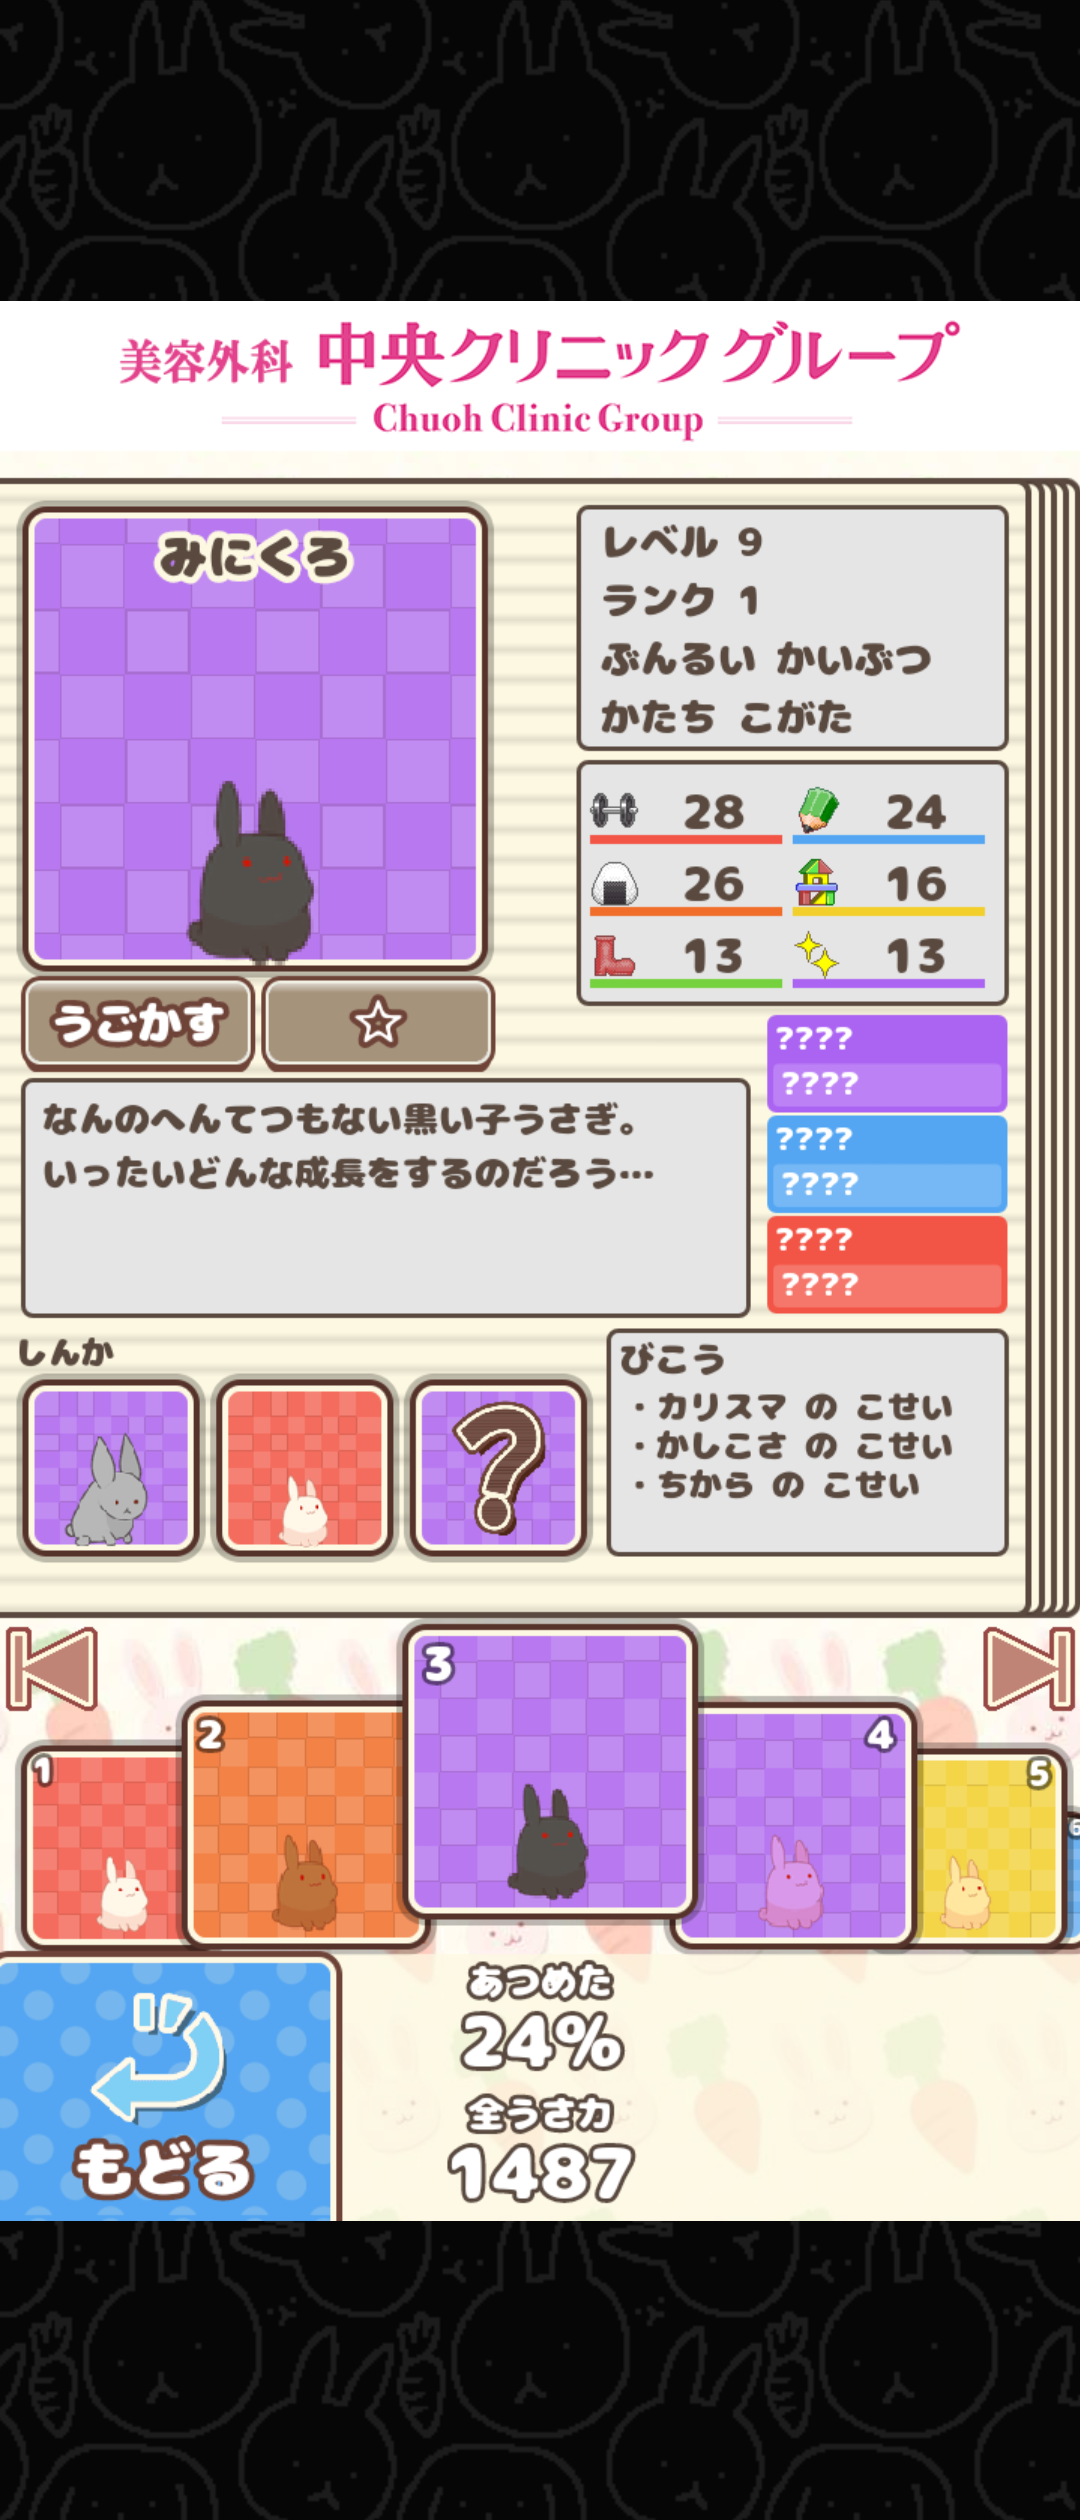 美容外科 中央クリニックグループ
Chuoh Clinic Group
みにくろ
レベル 9
ランク 1
ぶんるい かいぶつ
かたち こがた
28 24
26 16
13 13
うごかす ☆
????
????
????
????
????
????
なんのへんてつもない黒い子うさぎ。
いったいどんな成長をするのだろう…
しんか
?
びこう
・カリスマ の こせい
・かしこさ の こせい
・ちから の こせい
1
2
3
4
5
6
あつめた
24%
全うさ力
1487
もどる